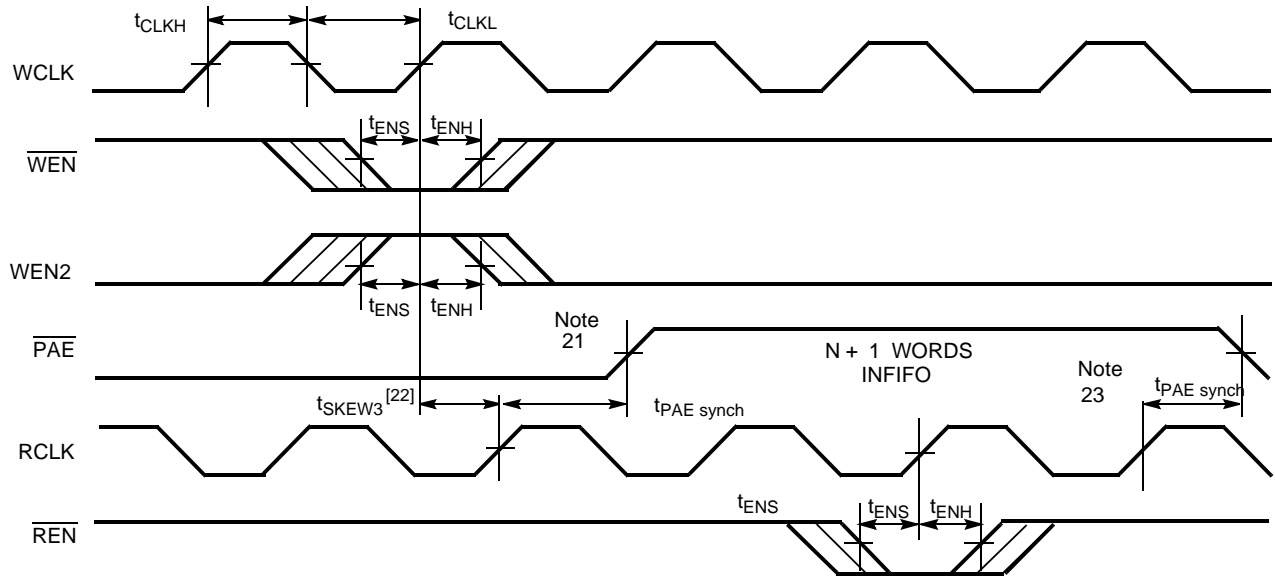 tCLKH
tCLKL
WCLK
tENS
tENH
WEN
WEN2
tENS
tENH
Note
21
PAE
N + 1 WORDS
INFIFO
Note
23
tSKEW3 [22]
tPAE synch
tPAE synch
RCLK
tENS
tENS
tENH
REN